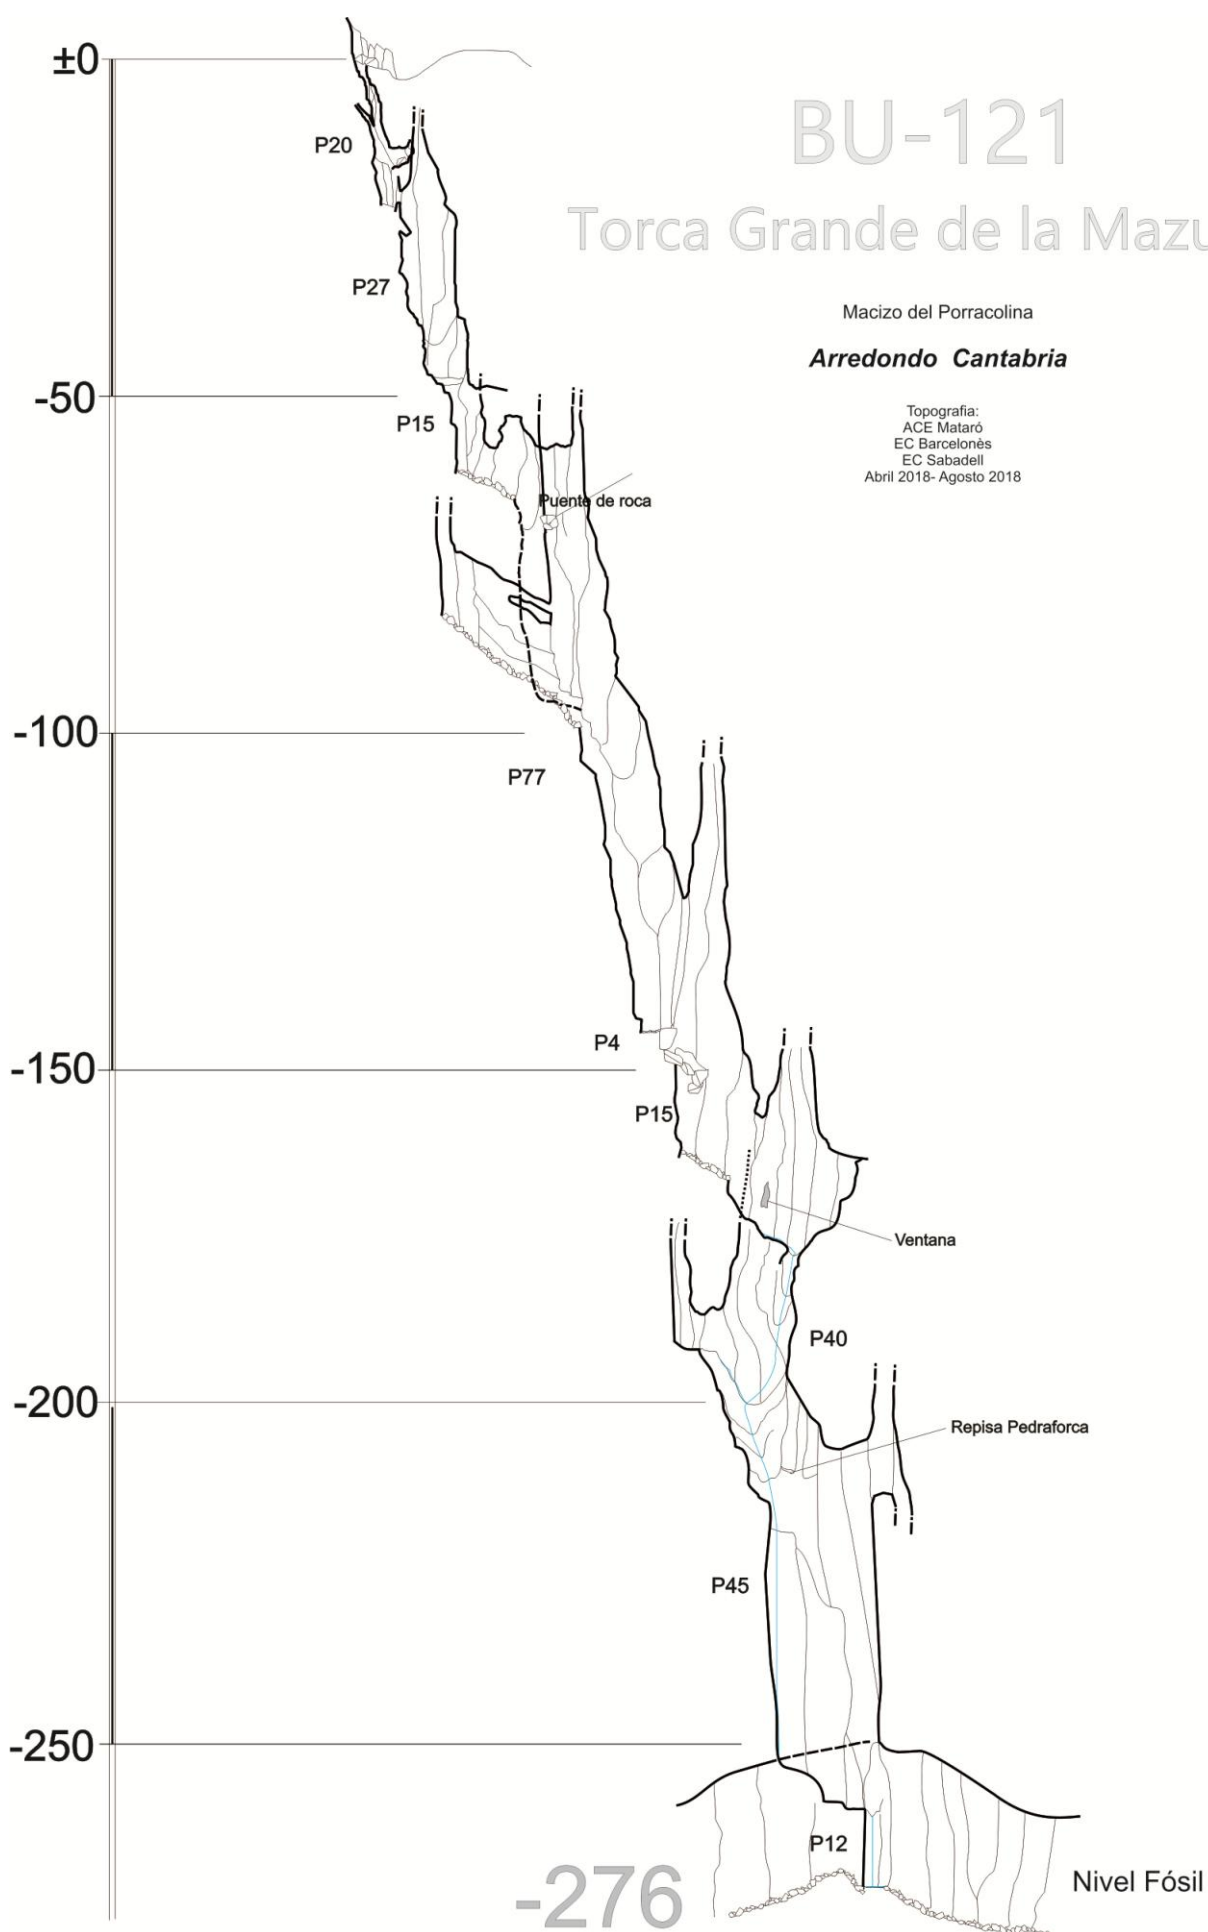 ±0
BU-121
P20
Torca Grande de la Mazu
P27
Macizo del Porracolina
Arredondo Cantabria
-50
P15
Topografia:
ACE Mataró
EC Barcelonès
EC Sabadell
Abril 2018- Agosto 2018
Puente de roca
-100
P77
P4
-150
P15
Ventana
P40
-200
Repisa Pedraforca
P45
-250
P12
-276
Nivel Fósil